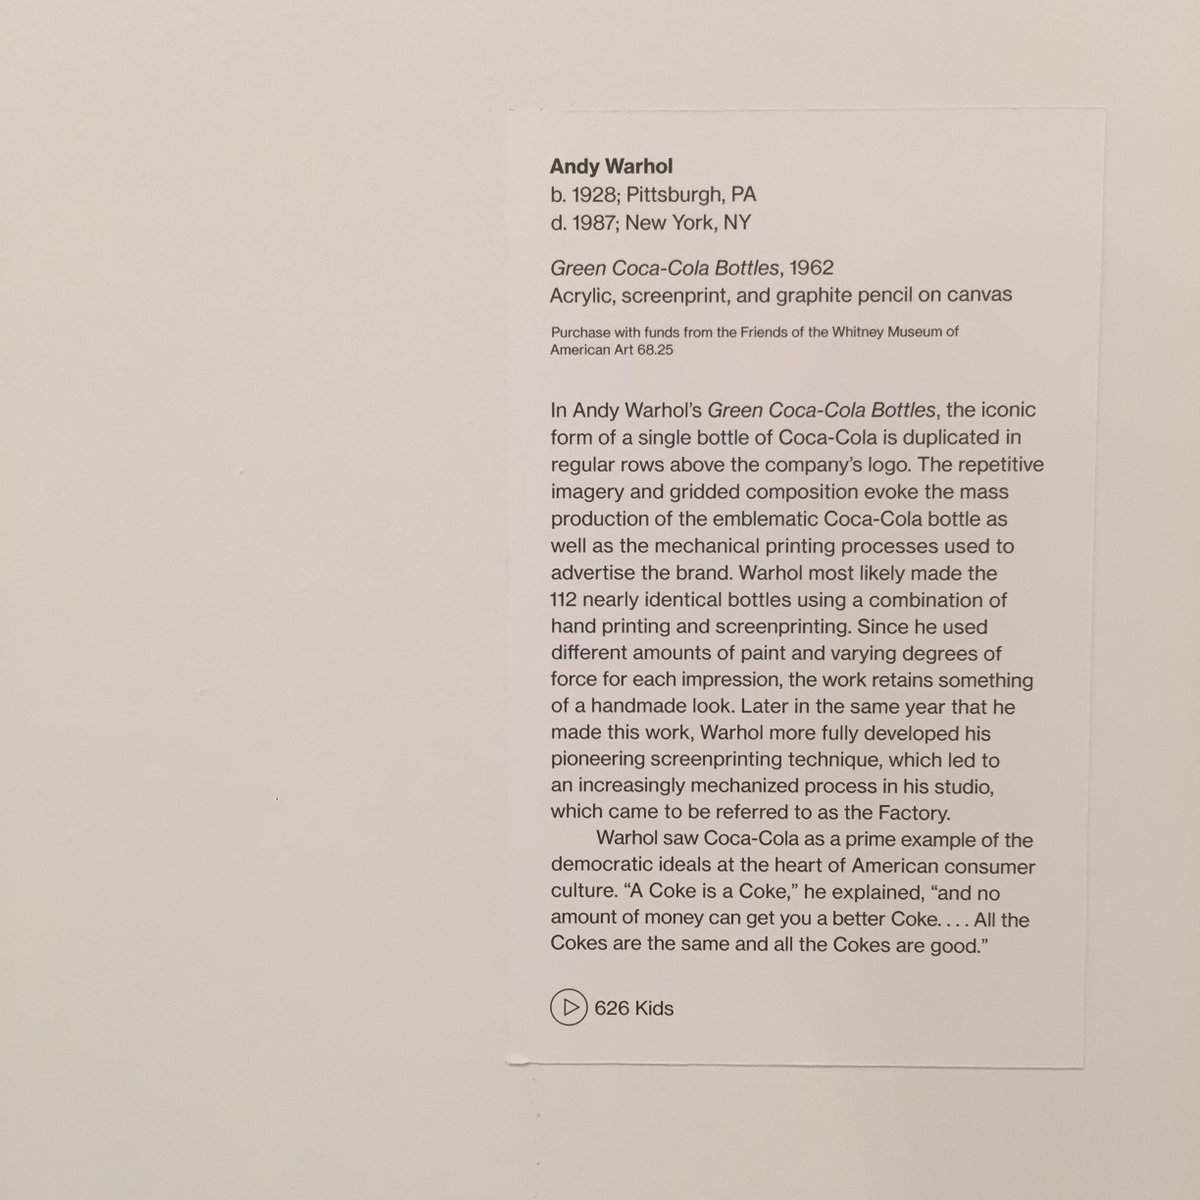 Andy Warhol
b. 1928; Pittsburgh, PA
d. 1987; New York, NY
Green Coca-Cola Bottles, 1962
Acrylic, screenprint, and graphite pencil on canvas
Purchase with funds from the Friends of the Whitney Museum of
American Art 68.25
In Andy Warhol’s Green Coca-Cola Bottles, the iconic
form of a single bottle of Coca-Cola is duplicated in
regular rows above the company’s logo. The repetitive
imagery and gridded composition evoke the mass
production of the emblematic Coca-Cola bottle as
well as the mechanical printing processes used to
advertise the brand. Warhol most likely made the
112 nearly identical bottles using a combination of
hand printing and screenprinting. Since he used
different amounts of paint and varying degrees of
force for each impression, the work retains something
of a handmade look. Later in the same year that he
made this work, Warhol more fully developed his
pioneering screenprinting technique, which led to
an increasingly mechanized process in his studio,
which came to be referred to as the Factory.
Warhol saw Coca-Cola as a prime example of the
democratic ideals at the heart of American consumer
culture. “A Coke is a Coke,” he explained, “and no
amount of money can get you a better Coke. . . . All the
Cokes are the same and all the Cokes are good.”
626 Kids